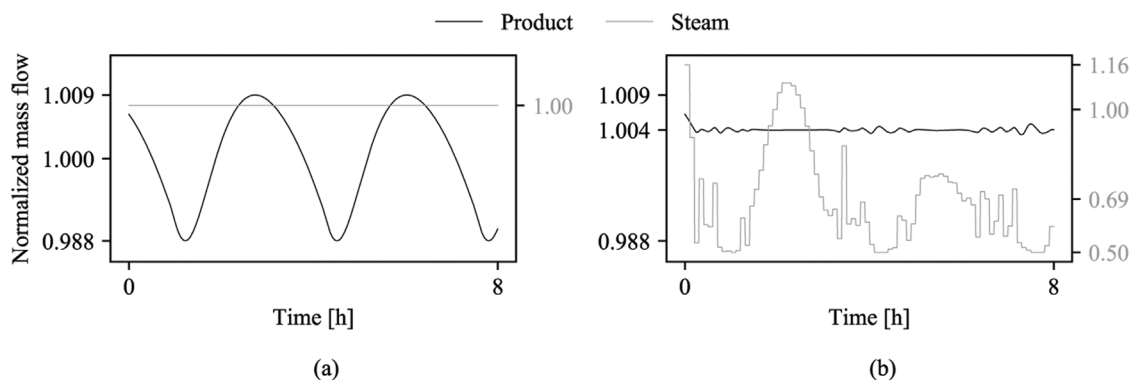 Product Steam
Normalized mass flow
1.009
1.000
0.988
1.00
0 8
Time [h]
(a)
1.009
1.004
0.988
1.16
1.00
0.69
0.50
0 8
Time [h]
(b)